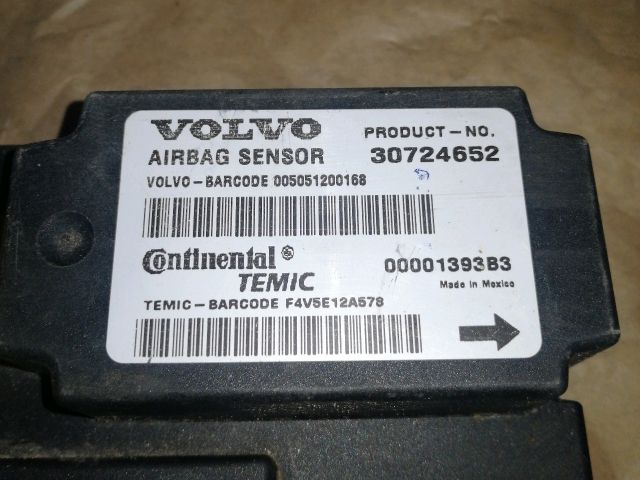 VOLVO
PRODUCT-NO.
AIRBAG SENSOR 30724652
VOLVO-BARCODE 005051200168
Continental
TEMIC
00001393B3
Made in Mexico
TEMIC-BARCODE F4V5E12A578